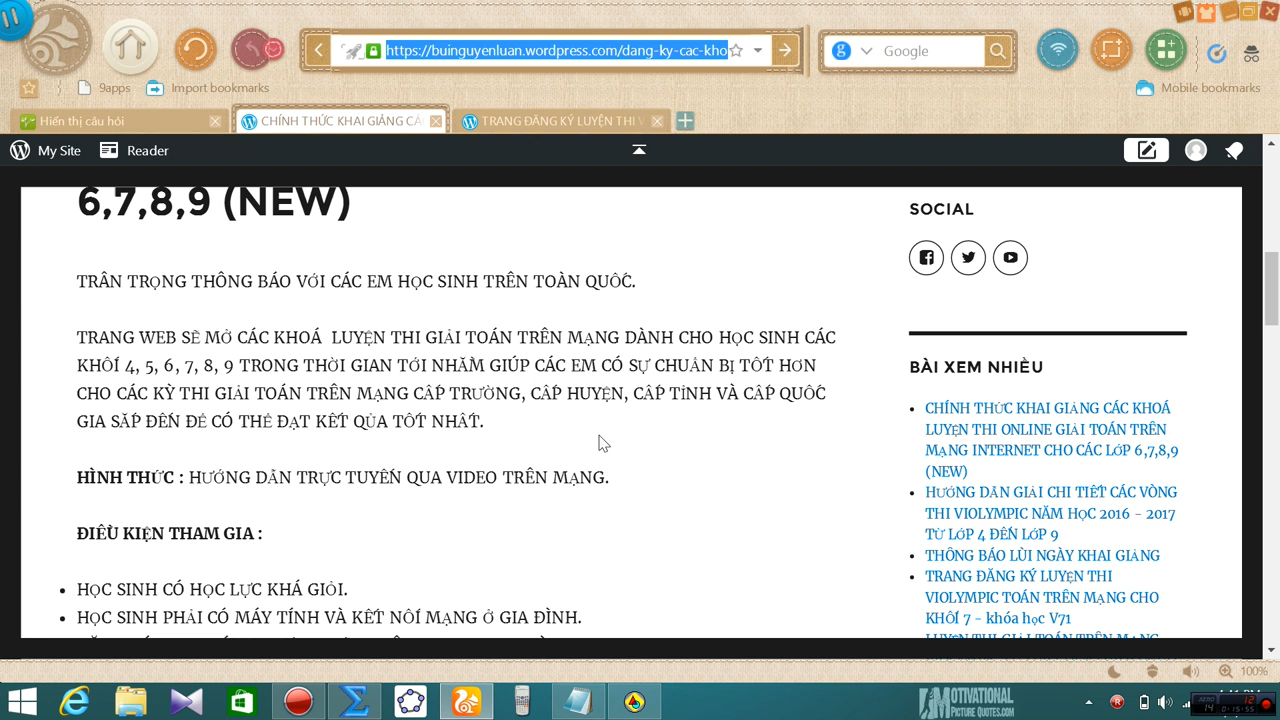 https://buinguyenluan.wordpress.com/dang-ky-cac-kho
Google
9apps
Import bookmarks
Mobile bookmarks
Hiển thị câu hỏi
CHÍNH THỨC KHAI GIẢNG CÁ
TRANG ĐĂNG KÝ LUYỆN THI V
My Site
Reader
6,7,8,9 (NEW)
TRÂN TRỌNG THÔNG BÁO VỚI CÁC EM HỌC SINH TRÊN TOÀN QUỐC.
TRANG WEB SẼ MỞ CÁC KHOÁ LUYỆN THI GIẢI TOÁN TRÊN MẠNG DÀNH CHO HỌC SINH CÁC
KHỐI 4, 5, 6, 7, 8, 9 TRONG THỜI GIAN TỚI NHẰM GIÚP CÁC EM CÓ SỰ CHUẨN BỊ TỐT HƠN
CHO CÁC KỲ THI GIẢI TOÁN TRÊN MẠNG CẤP TRƯỜNG, CẤP HUYỆN, CẤP TỈNH VÀ CẤP QUỐC
GIA SẮP ĐẾN ĐỂ CÓ THỂ ĐẠT KẾT QỦA TỐT NHẤT.
HÌNH THỨC : HƯỚNG DẪN TRỰC TUYẾN QUA VIDEO TRÊN MẠNG.
ĐIỀU KIỆN THAM GIA :
HỌC SINH CÓ HỌC LỰC KHÁ GIỎI.
HỌC SINH PHẢI CÓ MÁY TÍNH VÀ KẾT NỐI MẠNG Ở GIA ĐÌNH.
SOCIAL
BÀI XEM NHIỀU
CHÍNH THỨC KHAI GIẢNG CÁC KHOÁ
LUYỆN THI ONLINE GIẢI TOÁN TRÊN
MẠNG INTERNET CHO CÁC LỚP 6,7,8,9
(NEW)
HƯỚNG DẪN GIẢI CHI TIẾT CÁC VÒNG
THI VIOLYMPIC NĂM HỌC 2016 - 2017
TỪ LỚP 4 ĐẾN LỚP 9
THÔNG BÁO LÙI NGÀY KHAI GIẢNG
TRANG ĐĂNG KÝ LUYỆN THI
VIOLYMPIC TOÁN TRÊN MẠNG CHO
KHỐI 7 - khóa học V71
LUYỆN THI GIẢI TOÁN TRÊN MẠNG
100%
MOTIVATIONAL
PICTURE QUOTES.COM
0:15:55